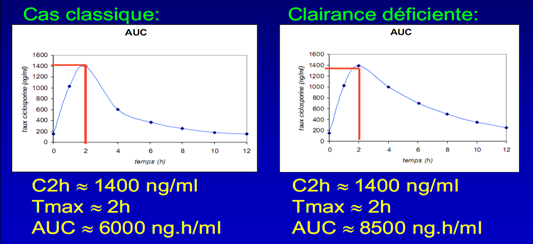 Cas classique:
AUC
taux ciclosporine (ng/ml)
1600
1400
1200
1000
800
600
400
200
0
0 2 4 6 8 10 12
temps (h)
C2h ≈ 1400 ng/ml
Tmax ≈ 2h
AUC ≈ 6000 ng.h/ml
Clairance déficiente:
AUC
taux ciclosporine (ng/ml)
1600
1400
1200
1000
800
600
400
200
0
0 2 4 6 8 10 12
temps (h)
C2h ≈ 1400 ng/ml
Tmax ≈ 2h
AUC ≈ 8500 ng.h/ml